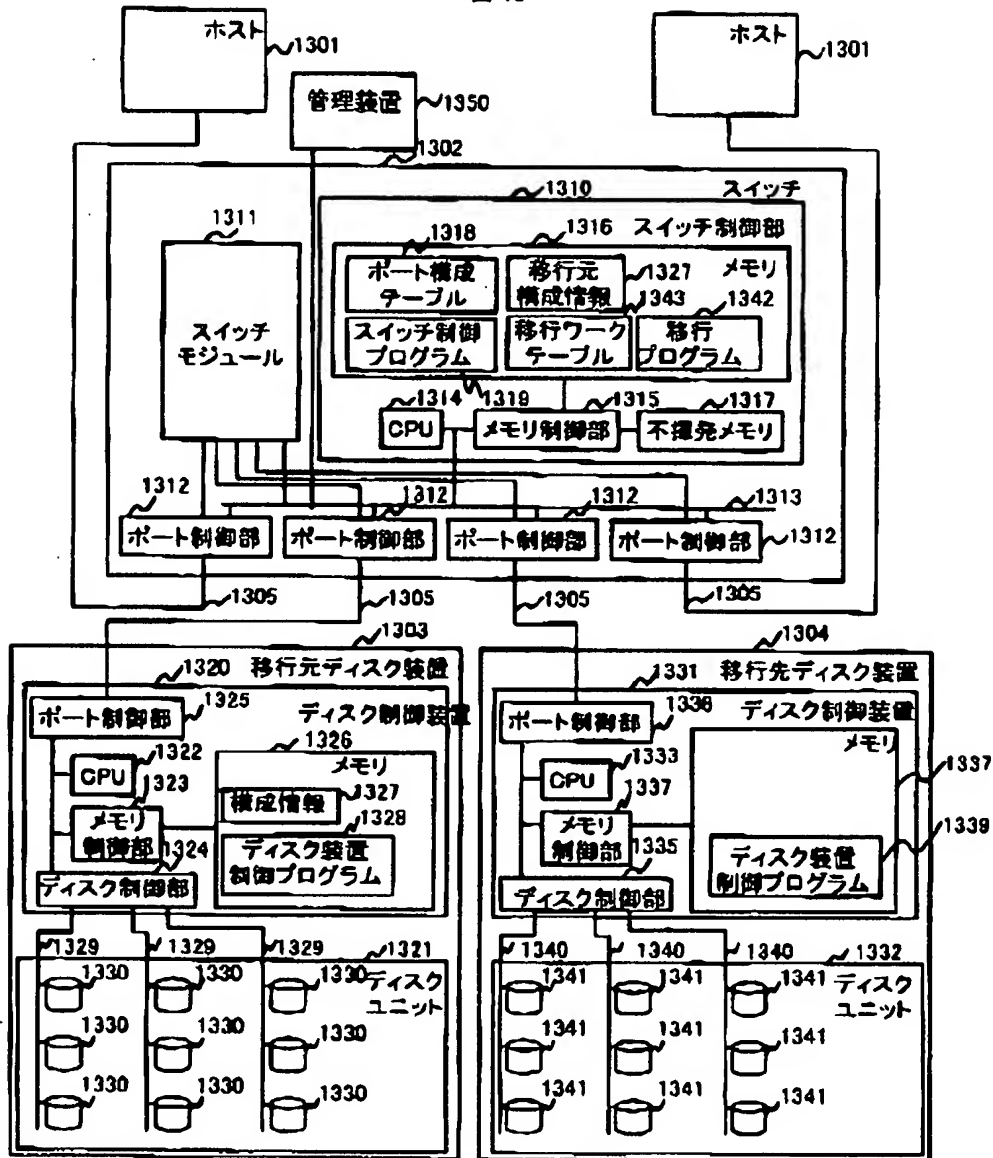 ホスト
1301
ホスト
1301
管理装置
1350
1302
スイッチ
1310
スイッチ制御部
1311
スイッチ
モジュール
1318
1316
メモリ
ポート構成
テーブル
移行元
構成情報
1327
1343
1342
スイッチ制御
プログラム
移行ワーク
テーブル
移行
プログラム
1314
1319
1315
1317
CPU
メモリ制御部
不揮発メモリ
1312
1312
1312
1313
ポート制御部
ポート制御部
ポート制御部
ポート制御部
1312
1305
1305
1305
1305
1303
1304
1320
移行元ディスク装置
1331
移行先ディスク装置
ポート制御部
1325
ディスク制御装置
1326
メモリ
1322
CPU
1323
メモリ
制御部
1324
1327
構成情報
1328
ディスク装置
制御プログラム
ディスク制御部
ポート制御部
1336
ディスク制御装置
メモリ
1337
1333
CPU
1337
メモリ
制御部
1335
1339
ディスク装置
制御プログラム
ディスク制御部
1329
1329
1329
1321
1330
1330
1330
ディスク
ユニット
1330
1330
1330
1330
1330
1330
1340
1340
1340
1332
1341
1341
1341
ディスク
ユニット
1341
1341
1341
1341
1341
1341